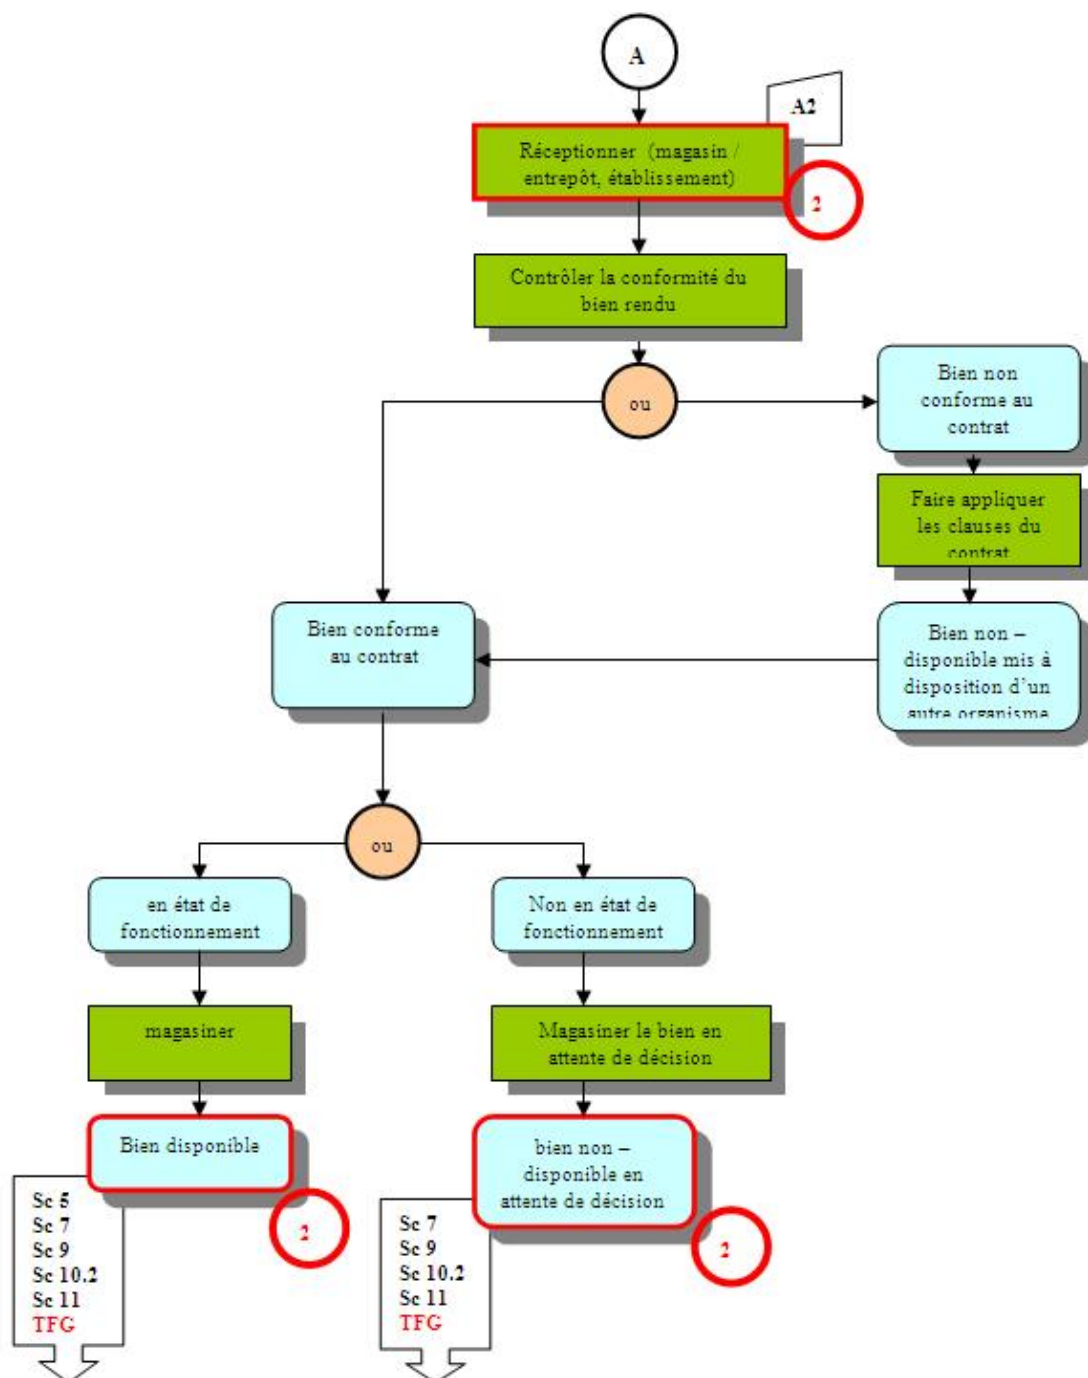 A
A2
Réceptionner (magasin /
entrepôt, établissement)
2
Contrôler la conformité du
bien rendu
ou
Bien non
conforme au
contrat
Faire appliquer
les clauses du
contrat
Bien conforme
au contrat
Bien non –
disponible mis à
disposition d’un
autre organisme
ou
en état de
fonctionnement
Non en état de
fonctionnement
magasiner
Magasiner le bien en
attente de décision
Bien disponible
2
bien non –
disponible en
attente de décision
2
Sc 5
Sc 7
Sc 9
Sc 10.2
Sc 11
TFG
Sc 7
Sc 9
Sc 10.2
Sc 11
TFG